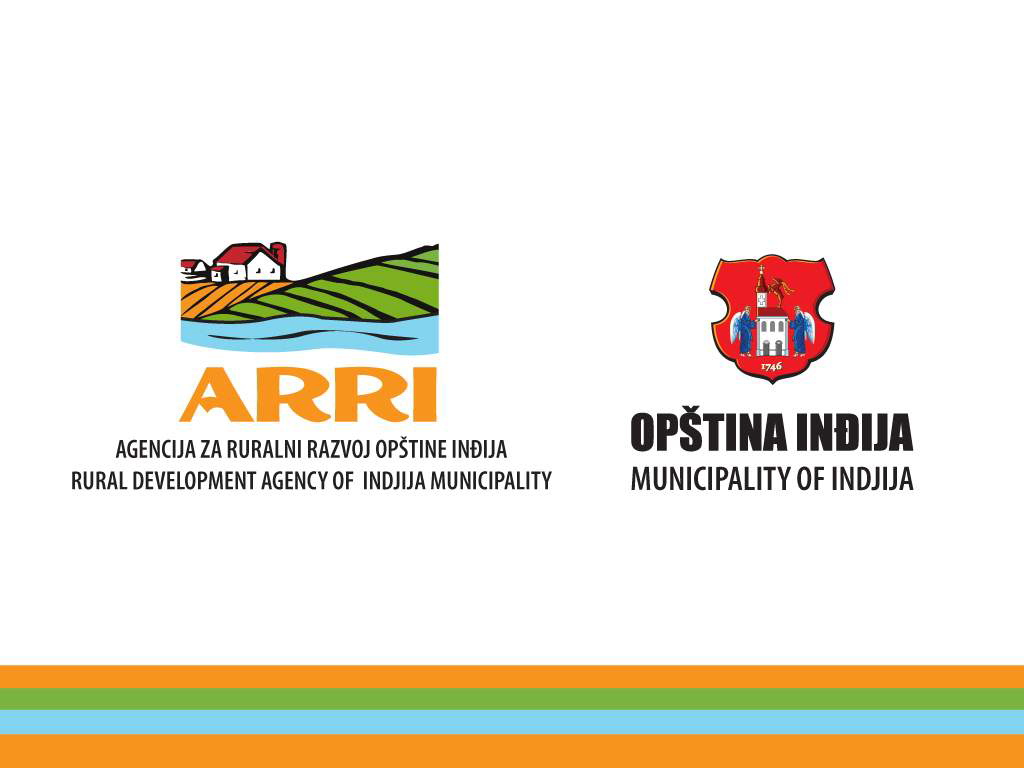 ARRI
AGENCIJA ZA RURALNI RAZVOJ OPŠTINE INĐIJA
RURAL DEVELOPMENT AGENCY OF INDJIJA MUNICIPALITY
1746
OPŠTINA INĐIJA
MUNICIPALITY OF INDJIJA